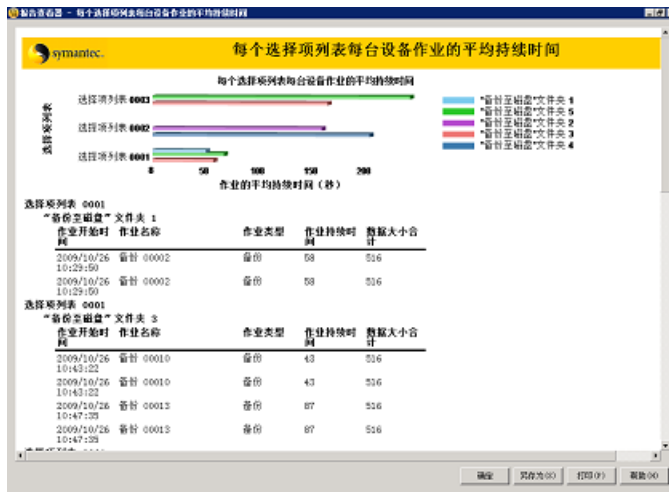 报告查看器 - 每个选择项列表每台设备作业的平均持续时间
symantec.
每个选择项列表每台设备作业的平均持续时间
每个选择项列表每台设备作业的平均持续时间
选择项列表
选择项列表 0003
选择项列表 0002
选择项列表 0001
0 50 100 150 200
作业的平均持续时间（秒）
"备份至磁盘"文件夹 1
"备份至磁盘"文件夹 5
"备份至磁盘"文件夹 2
"备份至磁盘"文件夹 3
"备份至磁盘"文件夹 4
选择项列表 0001
"备份至磁盘" 文件夹 1
作业开始时间 作业名称 作业类型 作业持续时间 数据大小合计
2009/10/26 备份 00002 备份 58 516
10:29:50
2009/10/26 备份 00002 备份 58 516
10:29:50
选择项列表 0001
"备份至磁盘" 文件夹 3
作业开始时间 作业名称 作业类型 作业持续时间 数据大小合计
2009/10/26 备份 00010 备份 43 516
10:43:22
2009/10/26 备份 00010 备份 43 516
10:43:22
2009/10/26 备份 00013 备份 87 516
10:47:35
2009/10/26 备份 00013 备份 87 516
10:47:35
确定 另存为(S) 打印(P) 帮助(H)